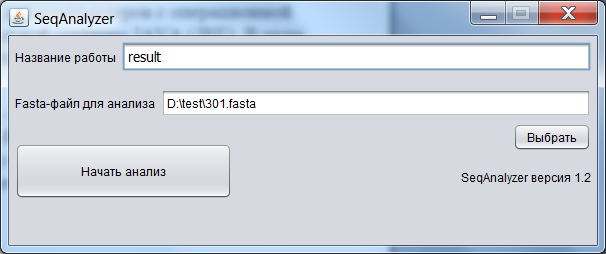 SeqAnalyzer
Название работы result
Fasta-файл для анализа D:\test\301.fasta
Выбрать
Начать анализ
SeqAnalyzer версия 1.2